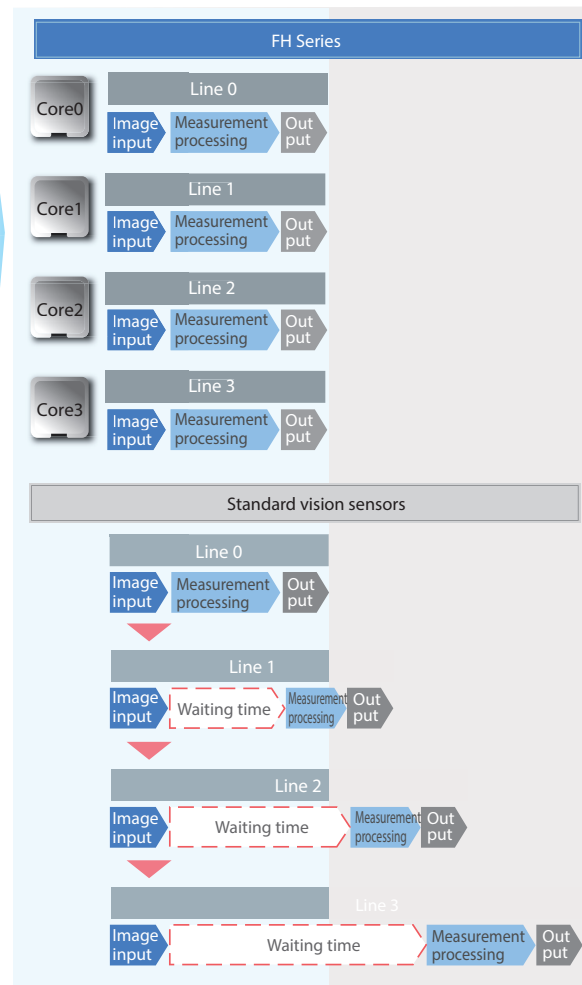 FH Series
Core0
Line 0
Image
input
Measurement
processing
Out
put
Core1
Line 1
Image
input
Measurement
processing
Out
put
Core2
Line 2
Image
input
Measurement
processing
Out
put
Core3
Line 3
Image
input
Measurement
processing
Out
put
Standard vision sensors
Line 0
Image
input
Measurement
processing
Out
put
Line 1
Image
input
Waiting time
Measurement
processing
Out
put
Line 2
Image
input
Waiting time
Measurement
processing
Out
put
Line 3
Image
input
Waiting time
Measurement
processing
Out
put